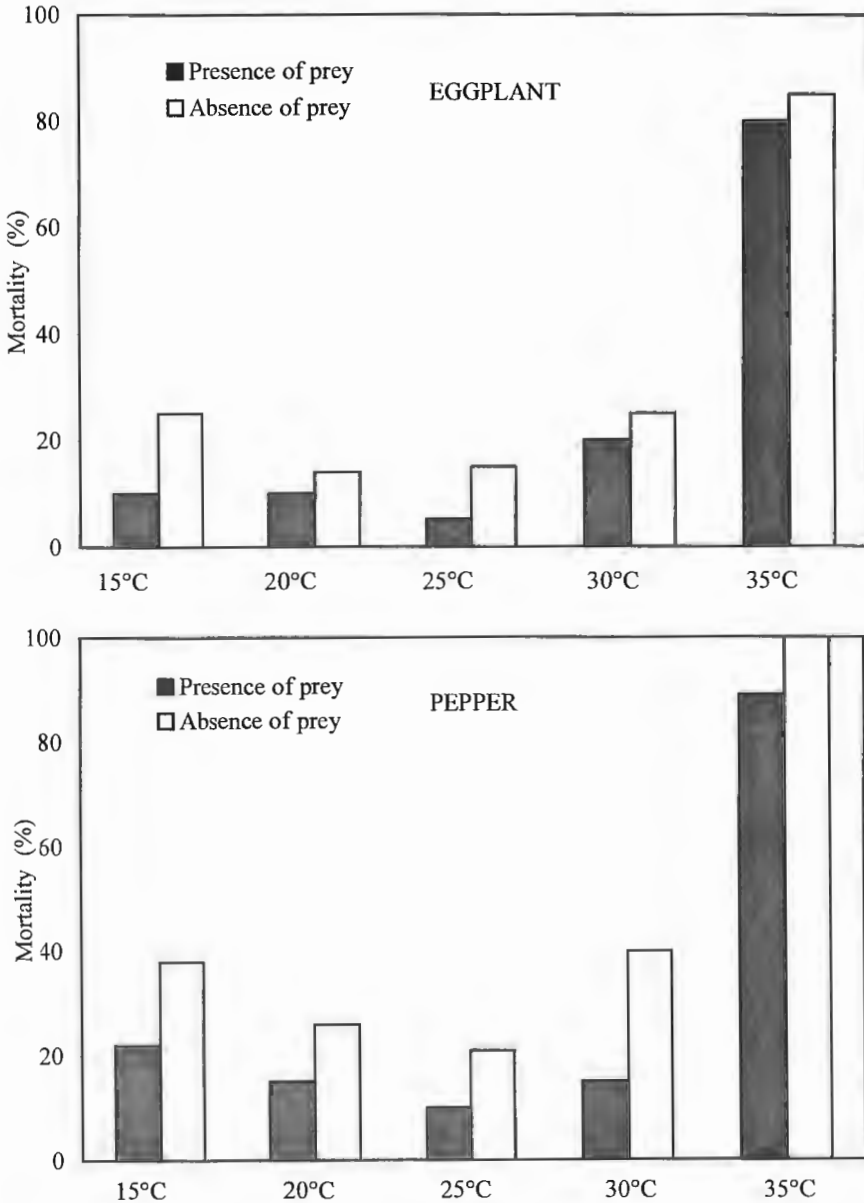 100
80
60
40
20
0
Mortality (%)
Presence of prey
Absence of prey
EGGPLANT
15°C 20°C 25°C 30°C 35°C
100
80
60
40
20
0
Mortality (%)
Presence of prey
Absence of prey
PEPPER
15°C 20°C 25°C 30°C 35°C